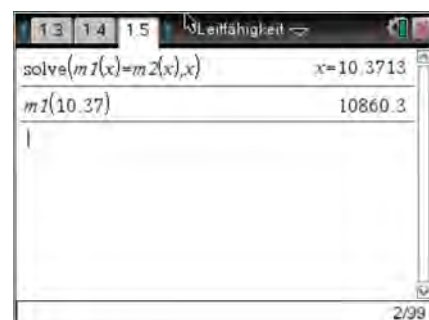 1.3 1.4 1.5 Leitfähigkeit
solve(m1(x)=m2(x),x) x=10.3713
m1(10.37) 10860.3
2/99